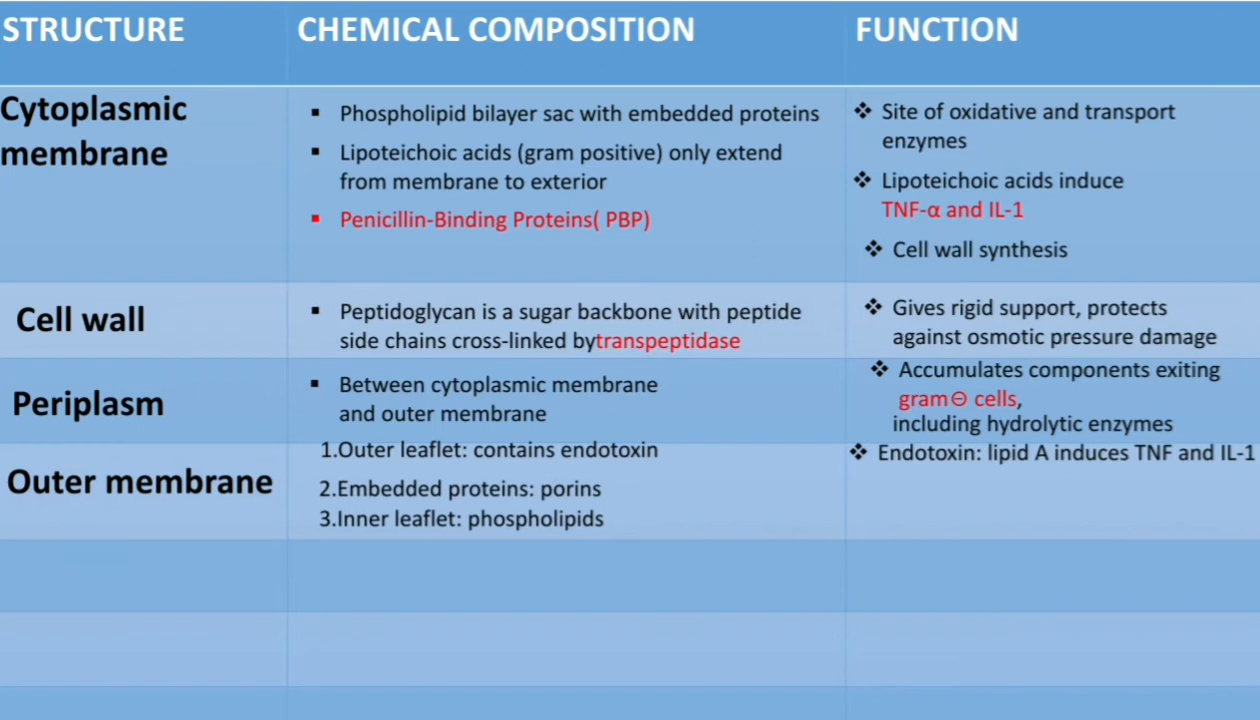 STRUCTURE
CHEMICAL COMPOSITION
FUNCTION
Cytoplasmic
membrane
▪ Phospholipid bilayer sac with embedded proteins
▪ Lipoteichoic acids (gram positive) only extend
from membrane to exterior
▪ Penicillin-Binding Proteins( PBP)
❖ Site of oxidative and transport
enzymes
❖ Lipoteichoic acids induce
TNF-α and IL-1
❖ Cell wall synthesis
Cell wall
▪ Peptidoglycan is a sugar backbone with peptide
side chains cross-linked bytranspeptidase
❖ Gives rigid support, protects
against osmotic pressure damage
Periplasm
▪ Between cytoplasmic membrane
and outer membrane
❖ Accumulates components exiting
gram⊖ cells,
including hydrolytic enzymes
Outer membrane
1.Outer leaflet: contains endotoxin
2.Embedded proteins: porins
3.Inner leaflet: phospholipids
❖ Endotoxin: lipid A induces TNF and IL-1